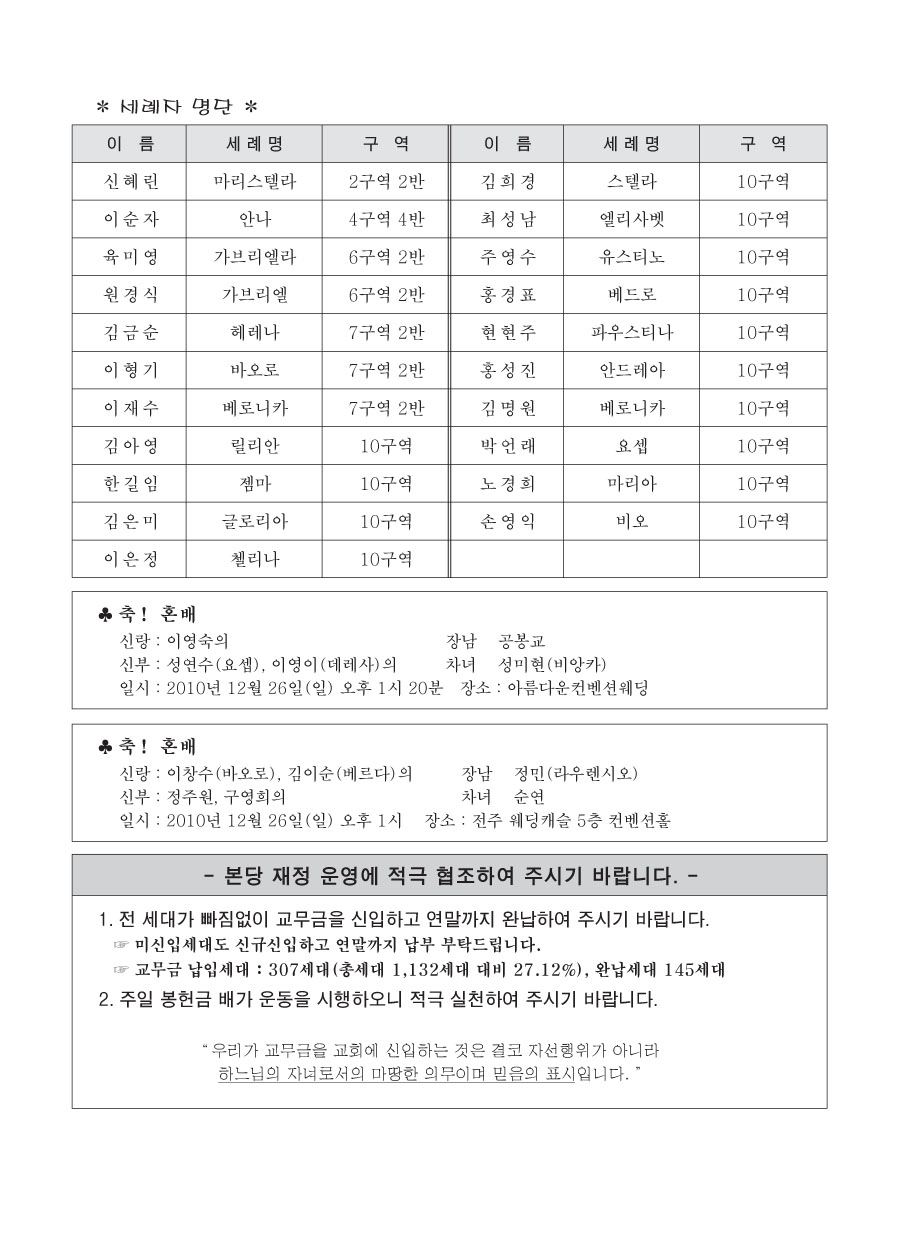 * 세례자 명단 *
이 름 세례명 구 역 이 름 세례명 구 역
신혜린 마리스텔라 2구역 2반 김희경 스텔라 10구역
이순자 안나 4구역 4반 최성남 엘리사벳 10구역
육미영 가브리엘라 6구역 2반 주영수 유스티노 10구역
원경식 가브리엘 6구역 2반 홍경표 베드로 10구역
김금순 헤레나 7구역 2반 현현주 파우스티나 10구역
이형기 바오로 7구역 2반 홍성진 안드레아 10구역
이재수 베로니카 7구역 2반 김명원 베로니카 10구역
김아영 릴리안 10구역 박언래 요셉 10구역
한길임 젬마 10구역 노경희 마리아 10구역
김은미 글로리아 10구역 손영익 비오 10구역
이은정 첼리나 10구역
♣ 축! 혼배
신랑 : 이영숙의 장남 공봉교
신부 : 성연수(요셉), 이영이(데레사)의 차녀 성미현(비앙카)
일시 : 2010년 12월 26일(일) 오후 1시 20분 장소 : 아름다운컨벤션웨딩
♣ 축! 혼배
신랑 : 이창수(바오로), 김이순(베르다)의 장남 정민(라우렌시오)
신부 : 정주원, 구영희의 차녀 순연
일시 : 2010년 12월 26일(일) 오후 1시 장소 : 전주 웨딩캐슬 5층 컨벤션홀
- 본당 재정 운영에 적극 협조하여 주시기 바랍니다. -
1. 전 세대가 빠짐없이 교무금을 신입하고 연말까지 완납하여 주시기 바랍니다.
☞ 미신입세대도 신규신입하고 연말까지 납부 부탁드립니다.
☞ 교무금 납입세대 : 307세대(총세대 1,132세대 대비 27.12%), 완납세대 145세대
2. 주일 봉헌금 배가 운동을 시행하오니 적극 실천하여 주시기 바랍니다.
“ 우리가 교무금을 교회에 신입하는 것은 결코 자선행위가 아니라
하느님의 자녀로서의 마땅한 의무이며 믿음의 표시입니다. ”